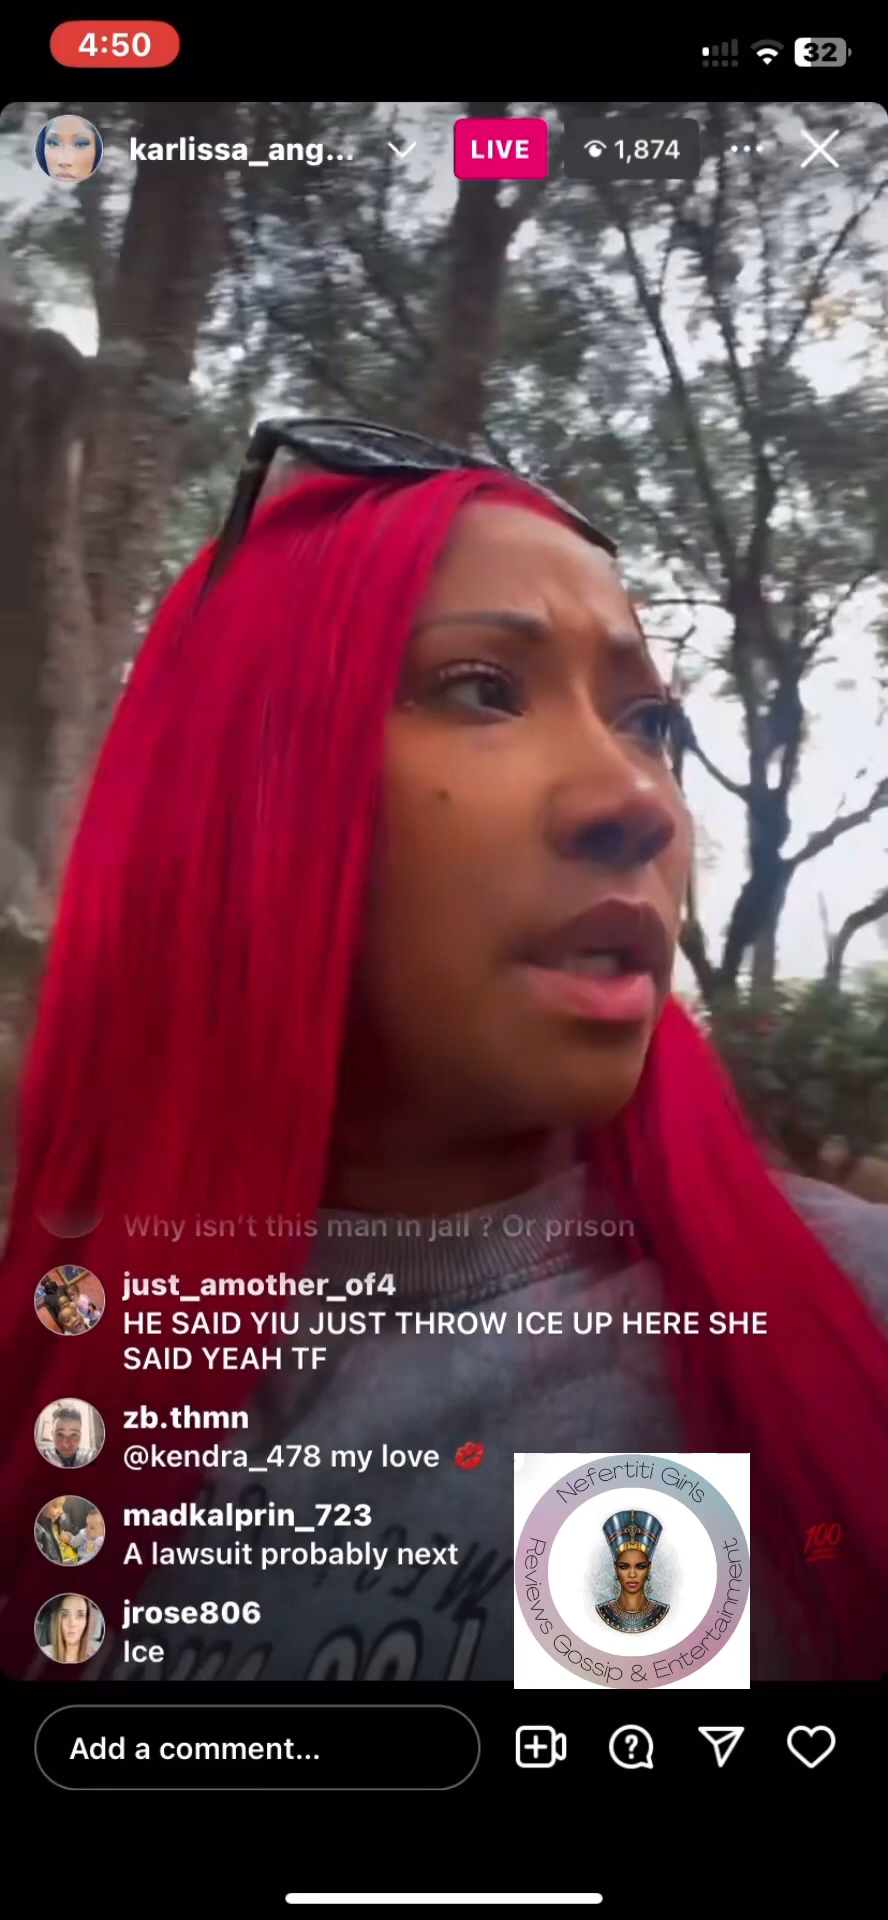 4:50
32
karlissa_ang...
LIVE
1,874
Why isn't this man in jail ? Or prison
just_amother_of4
HE SAID YIU JUST THROW ICE UP HERE SHE
SAID YEAH TF
zb.thmn
@kendra_478 my love 💋
madkalprin_723
A lawsuit probably next
jrose806
Ice
💯
Nefertiti Girls
Reviews Gossip & Entertainment
Add a comment...